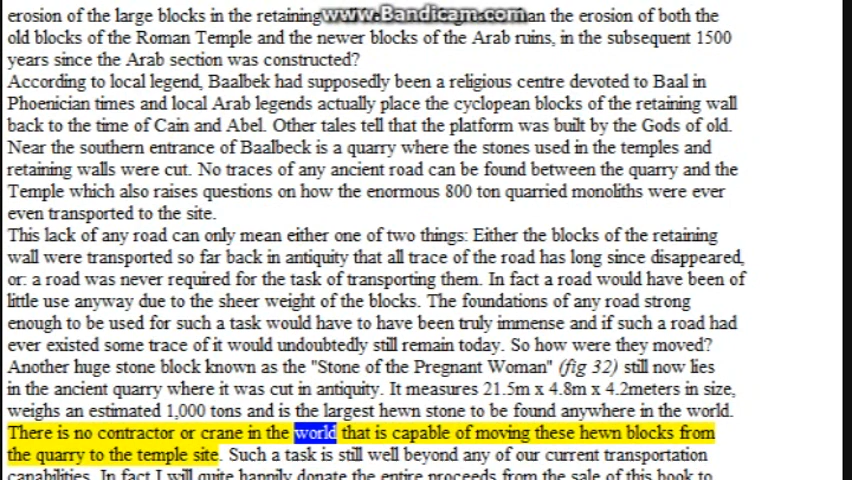 www.Bandicam.com
erosion of the large blocks in the retaining an the erosion of both the
old blocks of the Roman Temple and the newer blocks of the Arab ruins, in the subsequent 1500
years since the Arab section was constructed?
According to local legend, Baalbek had supposedly been a religious centre devoted to Baal in
Phoenician times and local Arab legends actually place the cyclopean blocks of the retaining wall
back to the time of Cain and Abel. Other tales tell that the platform was built by the Gods of old.
Near the southern entrance of Baalbeck is a quarry where the stones used in the temples and
retaining walls were cut. No traces of any ancient road can be found between the quarry and the
Temple which also raises questions on how the enormous 800 ton quarried monoliths were ever
even transported to the site.
This lack of any road can only mean either one of two things: Either the blocks of the retaining
wall were transported so far back in antiquity that all trace of the road has long since disappeared,
or: a road was never required for the task of transporting them. In fact a road would have been of
little use anyway due to the sheer weight of the blocks. The foundations of any road strong
enough to be used for such a task would have to have been truly immense and if such a road had
ever existed some trace of it would undoubtedly still remain today. So how were they moved?
Another huge stone block known as the "Stone of the Pregnant Woman" (fig 32) still now lies
in the ancient quarry where it was cut in antiquity. It measures 21.5m x 4.8m x 4.2meters in size,
weighs an estimated 1,000 tons and is the largest hewn stone to be found anywhere in the world.
There is no contractor or crane in the world that is capable of moving these hewn blocks from
the quarry to the temple site. Such a task is still well beyond any of our current transportation
capabilities. In fact I will quite happily donate the entire proceeds from the sale of this book to